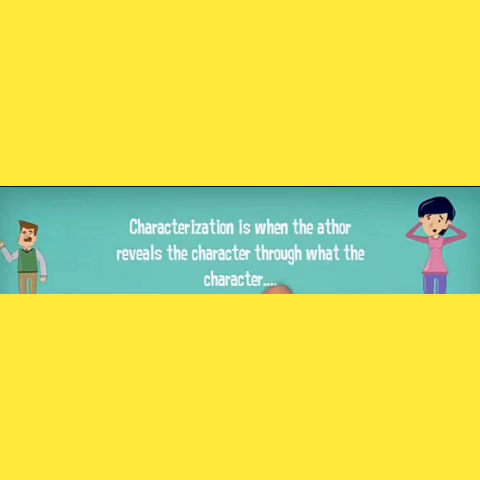 Characterization is when the athor
reveals the character through what the
character....